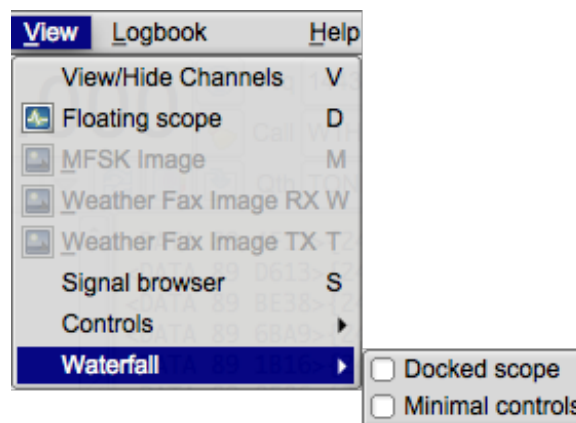 View Logbook Help
View/Hide Channels V
Floating scope D
MFSK Image M
Weather Fax Image RX W
Weather Fax Image TX T
Signal browser S
Controls
Waterfall
Docked scope
Minimal controls